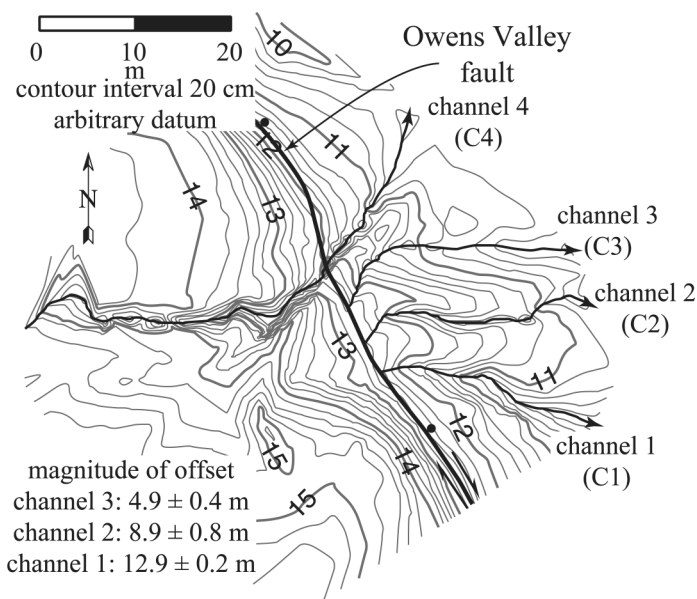 0 10 20
m
contour interval 20 cm
arbitrary datum
Owens Valley
fault
channel 4
(C4)
channel 3
(C3)
channel 2
(C2)
channel 1
(C1)
N
10
11
12
13
14
13
11
12
14
15
15
magnitude of offset
channel 3: 4.9 ± 0.4 m
channel 2: 8.9 ± 0.8 m
channel 1: 12.9 ± 0.2 m